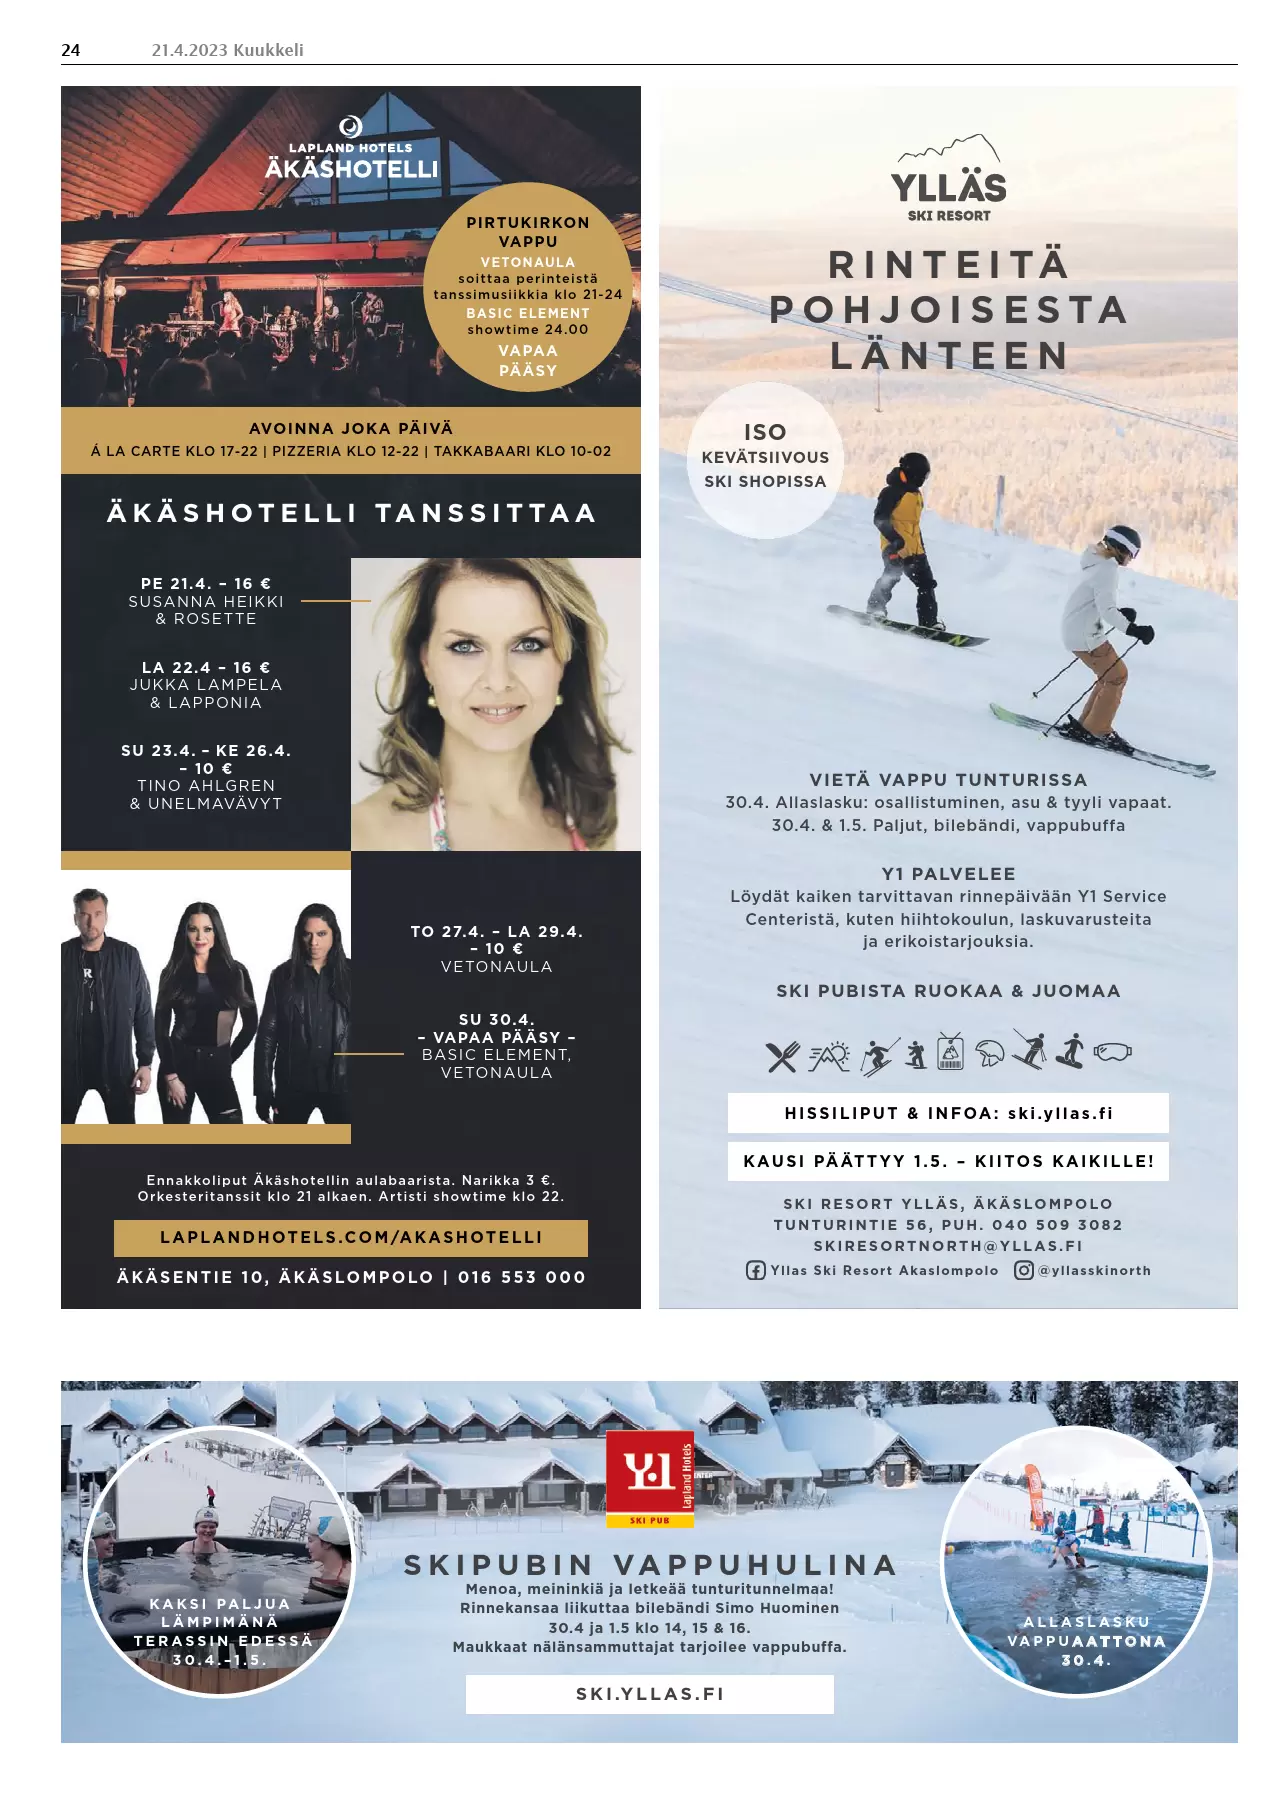 24
21.4.2023 Kuukkeli
LAPLAND HOTELS
ÄKÄSHOTELLI
PIRTUKIRKON
VAPPU
VETONAULA
soittaa perinteistä
tanssimusiikkia klo 21-24
BASIC ELEMENT
showtime 24.00
VAPAA
PÄÄSY
AVOINNA JOKA PÄIVÄ
Á LA CARTE KLO 17-22 | PIZZERIA KLO 12-22 | TAKKABAARI KLO 10-02
ÄKÄSHOTELLI TANSSITTAA
PE 21.4. – 16 €
SUSANNA HEIKKI
& ROSETTE
LA 22.4 – 16 €
JUKKA LAMPELA
& LAPPONIA
SU 23.4. – KE 26.4.
– 10 €
TINO AHLGREN
& UNELMAVÄVYT
TO 27.4. – LA 29.4.
– 10 €
VETONAULA
SU 30.4.
– VAPAA PÄÄSY –
BASIC ELEMENT,
VETONAULA
Ennakkoliput Äkäshotellin aulabaarista. Narikka 3 €.
Orkesteritanssit klo 21 alkaen. Artisti showtime klo 22.
LAPLANDHOTELS.COM/AKASHOTELLI
ÄKÄSENTIE 10, ÄKÄSLOMPOLO | 016 553 000
YLLÄS
SKI RESORT
RINTEITÄ
POHJOISESTA
LÄNTEEN
ISO
KEVÄTSIIVOUS
SKI SHOPISSA
VIETÄ VAPPU TUNTURISSA
30.4. Allaslasku: osallistuminen, asu & tyyli vapaat.
30.4. & 1.5. Paljut, bilebändi, vappubuffa
Y1 PALVELEE
Löydät kaiken tarvittavan rinnepäivään Y1 Service
Centeristä, kuten hiihtokoulun, laskuvarusteita
ja erikoistarjouksia.
SKI PUBISTA RUOKAA & JUOMAA
HISSILIPUT & INFOA: ski.yllas.fi
KAUSI PÄÄTTYY 1.5. – KIITOS KAIKILLE!
SKI RESORT YLLÄS, ÄKÄSLOMPOLO
TUNTURINTIE 56, PUH. 040 509 3082
SKIRESORTNORTH@YLLAS.FI
Yllas Ski Resort Akaslompolo @yllasskinorth
Y.1
Lapland Hotels
SKI PUB
SKIPUBIN VAPPUHULINA
Menoa, meininkiä ja letkeää tunturitunnelmaa!
Rinnekansaa liikuttaa bilebändi Simo Huominen
30.4 ja 1.5 klo 14, 15 & 16.
Maukkaat nälänsammuttajat tarjoilee vappubuffa.
SKI.YLLAS.FI
KAKSI PALJUA
LÄMPIMÄNÄ
TERASSIN EDESSÄ
30.4.–1.5.
ALLASLASKU
VAPPUAATTONA
30.4.